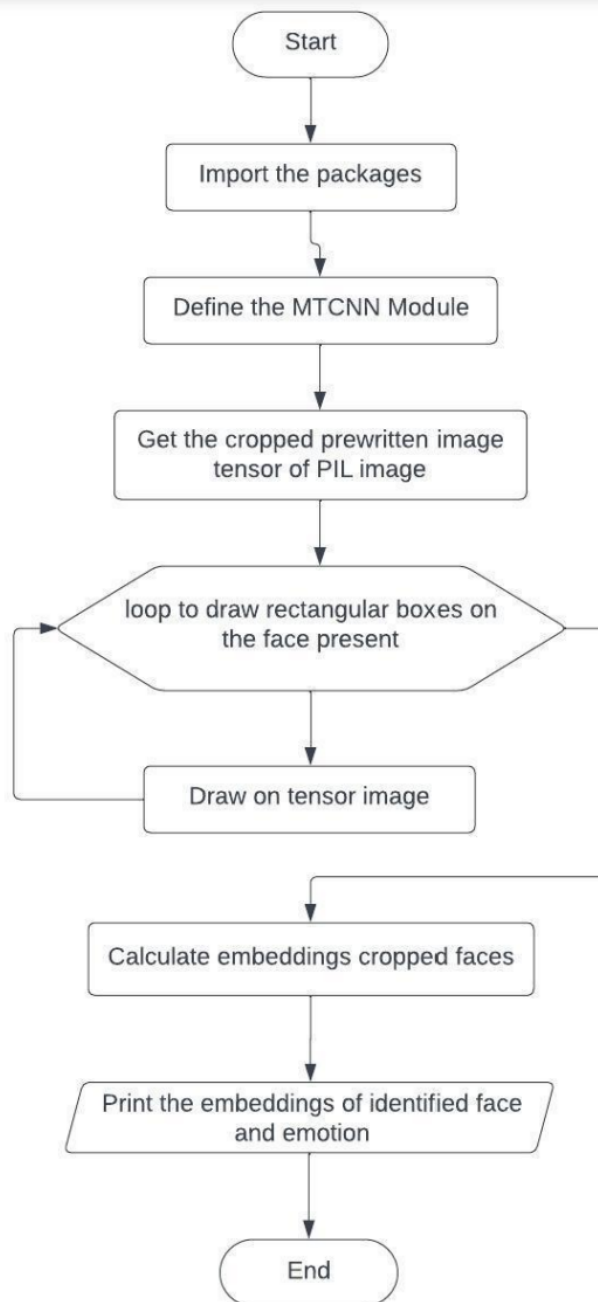 Start
Import the packages
Define the MTCNN Module
Get the cropped prewritten image
tensor of PIL image
loop to draw rectangular boxes on
the face present
Draw on tensor image
Calculate embeddings cropped faces
Print the embeddings of identified face
and emotion
End